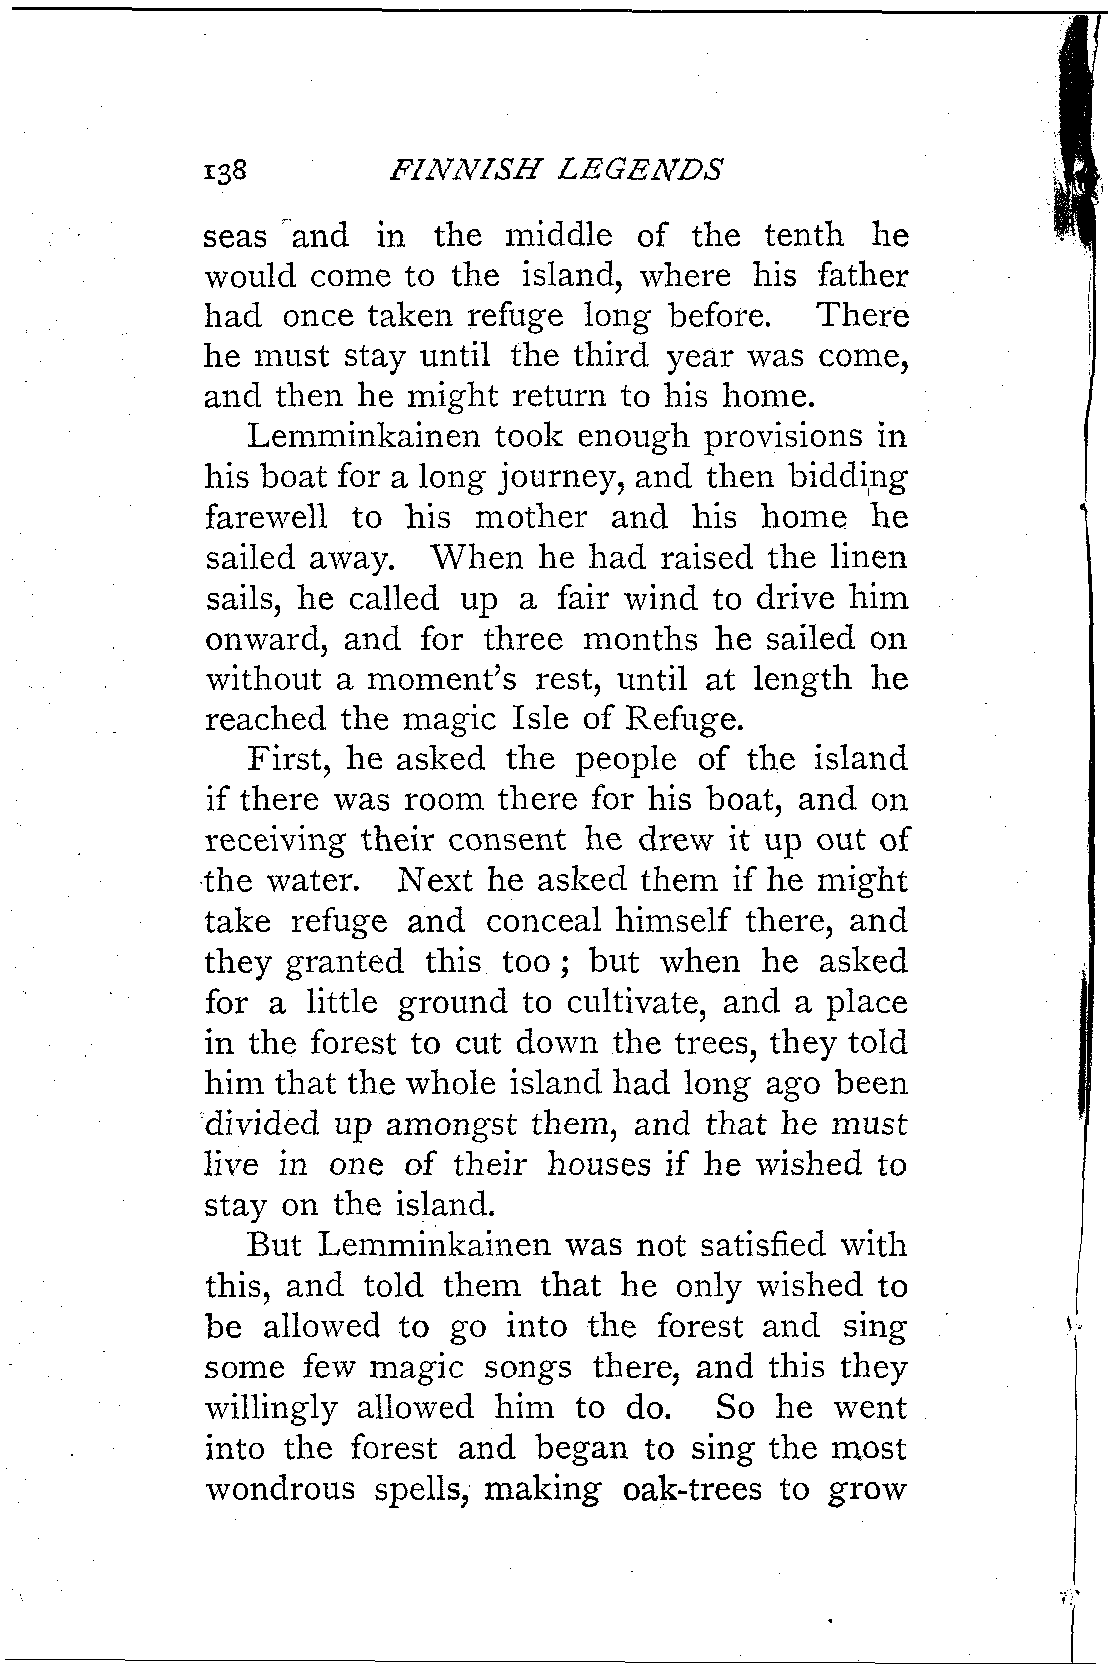 138 FINNISH LEGENDS
seas and in the middle of the tenth he
would come to the island, where his father
had once taken refuge long before. There
he must stay until the third year was come,
and then he might return to his home.
Lemminkainen took enough provisions in
his boat for a long journey, and then bidding
farewell to his mother and his home he
sailed away. When he had raised the linen
sails, he called up a fair wind to drive him
onward, and for three months he sailed on
without a moment's rest, until at length he
reached the magic Isle of Refuge.
First, he asked the people of the island
if there was room there for his boat, and on
receiving their consent he drew it up out of
the water. Next he asked them if he might
take refuge and conceal himself there, and
they granted this too ; but when he asked
for a little ground to cultivate, and a place
in the forest to cut down the trees, they told
him that the whole island had long ago been
divided up amongst them, and that he must
live in one of their houses if he wished to
stay on the island.
But Lemminkainen was not satisfied with
this, and told them that he only wished to
be allowed to go into the forest and sing
some few magic songs there, and this they
willingly allowed him to do. So he went
into the forest and began to sing the most
wondrous spells, making oak-trees to grow